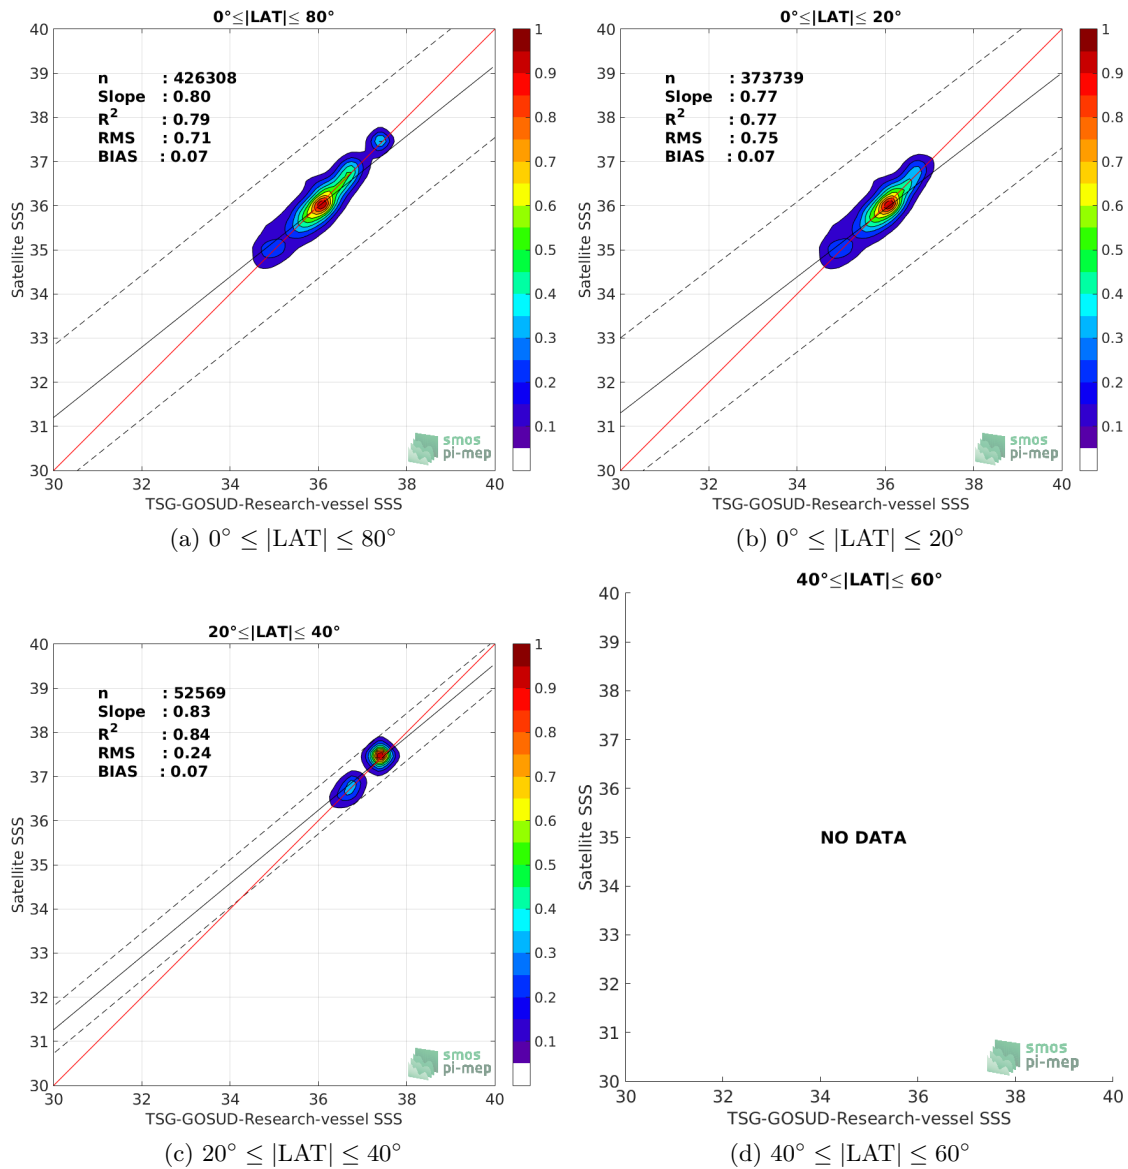 0°≤|LAT|≤ 80°
40
39
38
37
36
35
34
33
32
31
30
30
32
34
36
38
40
Satellite SSS
TSG-GOSUD-Research-vessel SSS
n : 426308
Slope : 0.80
R2 : 0.79
RMS : 0.71
BIAS : 0.07
1
0.9
0.8
0.7
0.6
0.5
0.4
0.3
0.2
0.1
smos
pi-mep
(a) 0° ≤ |LAT| ≤ 80°
0°≤|LAT|≤ 20°
40
39
38
37
36
35
34
33
32
31
30
30
32
34
36
38
40
Satellite SSS
TSG-GOSUD-Research-vessel SSS
n : 373739
Slope : 0.77
R2 : 0.77
RMS : 0.75
BIAS : 0.07
1
0.9
0.8
0.7
0.6
0.5
0.4
0.3
0.2
0.1
smos
pi-mep
(b) 0° ≤ |LAT| ≤ 20°
20°≤|LAT|≤ 40°
40
39
38
37
36
35
34
33
32
31
30
30
32
34
36
38
40
Satellite SSS
TSG-GOSUD-Research-vessel SSS
n : 52569
Slope : 0.83
R2 : 0.84
RMS : 0.24
BIAS : 0.07
1
0.9
0.8
0.7
0.6
0.5
0.4
0.3
0.2
0.1
smos
pi-mep
(c) 20° ≤ |LAT| ≤ 40°
40°≤|LAT|≤ 60°
40
39
38
37
36
35
34
33
32
31
30
30
32
34
36
38
40
Satellite SSS
TSG-GOSUD-Research-vessel SSS
NO DATA
smos
pi-mep
(d) 40° ≤ |LAT| ≤ 60°